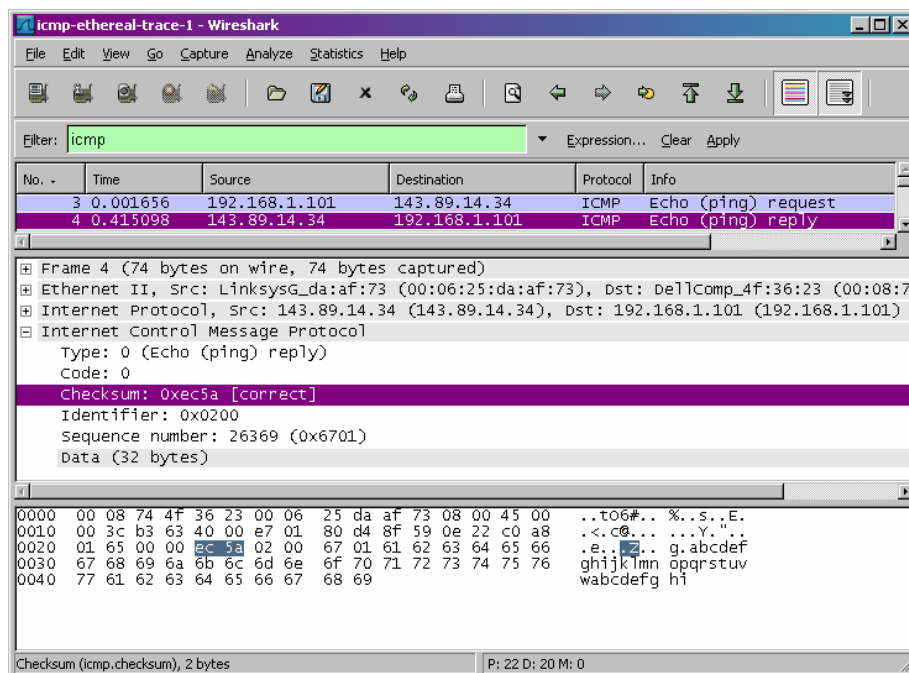 icmp-ethereal-trace-1 - Wireshark
File Edit View Go Capture Analyze Statistics Help
Filter: icmp Expression... Clear Apply
No. - Time Source Destination Protocol Info
3 0.001656 192.168.1.101 143.89.14.34 ICMP Echo (ping) request
4 0.415098 143.89.14.34 192.168.1.101 ICMP Echo (ping) reply
Frame 4 (74 bytes on wire, 74 bytes captured)
Ethernet II, Src: LinksysG_da:af:73 (00:06:25:da:af:73), Dst: DellComp_4f:36:23 (00:08:7
Internet Protocol, Src: 143.89.14.34 (143.89.14.34), Dst: 192.168.1.101 (192.168.1.101)
Internet Control Message Protocol
Type: 0 (Echo (ping) reply)
Code: 0
Checksum: 0xec5a [correct]
Identifier: 0x0200
Sequence number: 26369 (0x6701)
Data (32 bytes)
0000 00 08 74 4f 36 23 00 06 25 da af 73 08 00 45 00 ..tO6#.. %..s..E.
0010 00 3c b3 63 40 00 e7 01 80 d4 8f 59 0e 22 c0 a8 .<.c@... ...Y."..
0020 01 65 00 00 ec 5a 02 00 67 01 61 62 63 64 65 66 .e...Z.. g.abcdef
0030 67 68 69 6a 6b 6c 6d 6e 6f 70 71 72 73 74 75 76 ghijklmn opqrstuv
0040 77 61 62 63 64 65 66 67 68 69 wabcdefg hi
Checksum (icmp.checksum), 2 bytes P: 22 D: 20 M: 0